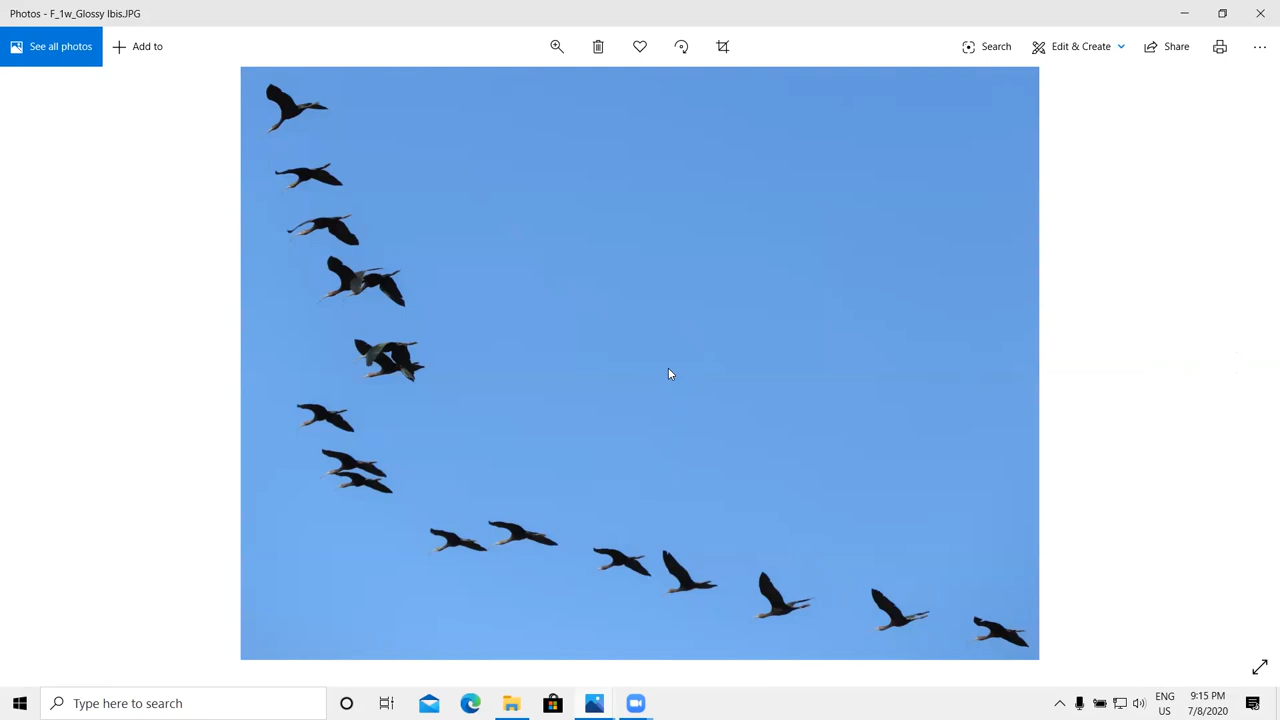 Photos - F_1w_Glossy Ibis.JPG
See all photos
Add to
Search
Edit & Create
Share
Type here to search
ENG
US
9:15 PM
7/8/2020